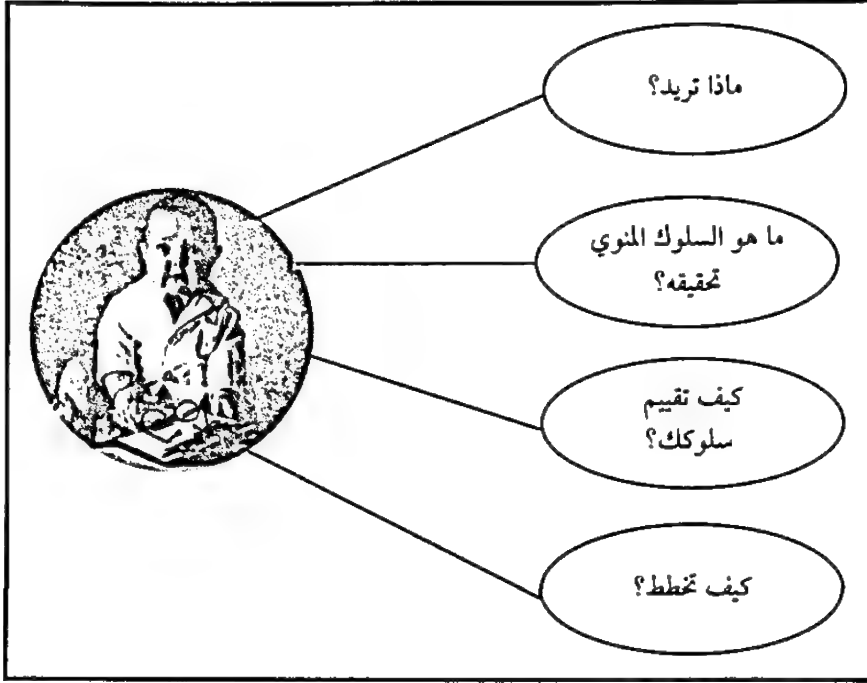 ماذا تريد؟
ما هو السلوك المنوي
تحقيقه؟
كيف تقييم
سلوكك؟
كيف تخطط؟